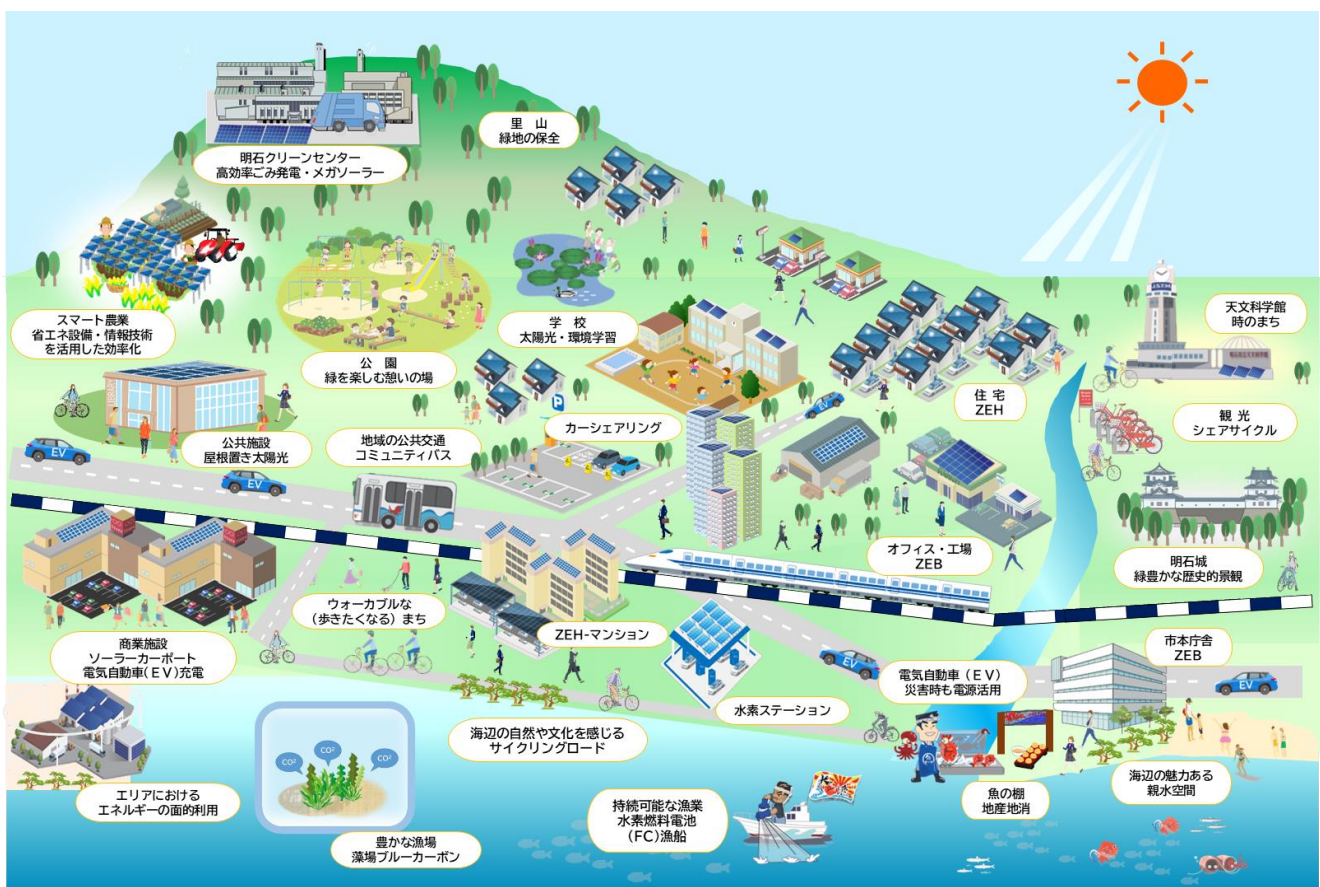 明石クリーンセンター
高効率ごみ発電・メガソーラー
里　山
緑地の保全
スマート農業
省エネ設備・情報技術
を活用した効率化
公　園
緑を楽しむ憩いの場
学　校
太陽光・環境学習
JSTM
天文科学館
時のまち
公共施設
屋根置き太陽光
地域の公共交通
コミュニティバス
P
カーシェアリング
住　宅
ZEH
観　光
シェアサイクル
EV
EV
EV
オフィス・工場
ZEB
明石城
緑豊かな歴史的景観
商業施設
ソーラーカーポート
電気自動車(EV)充電
ウォーカブルな
(歩きたくなる) まち
ZEH-マンション
水素ステーション
EV
電気自動車 (EV)
災害時も電源活用
市本庁舎
ZEB
EV
海辺の自然や文化を感じる
サイクリングロード
エリアにおける
エネルギーの面的利用
CO²
CO²
CO²
豊かな漁場
藻場ブルーカーボン
持続可能な漁業
水素燃料電池
(FC)漁船
魚の棚
地産地消
海辺の魅力ある
親水空間